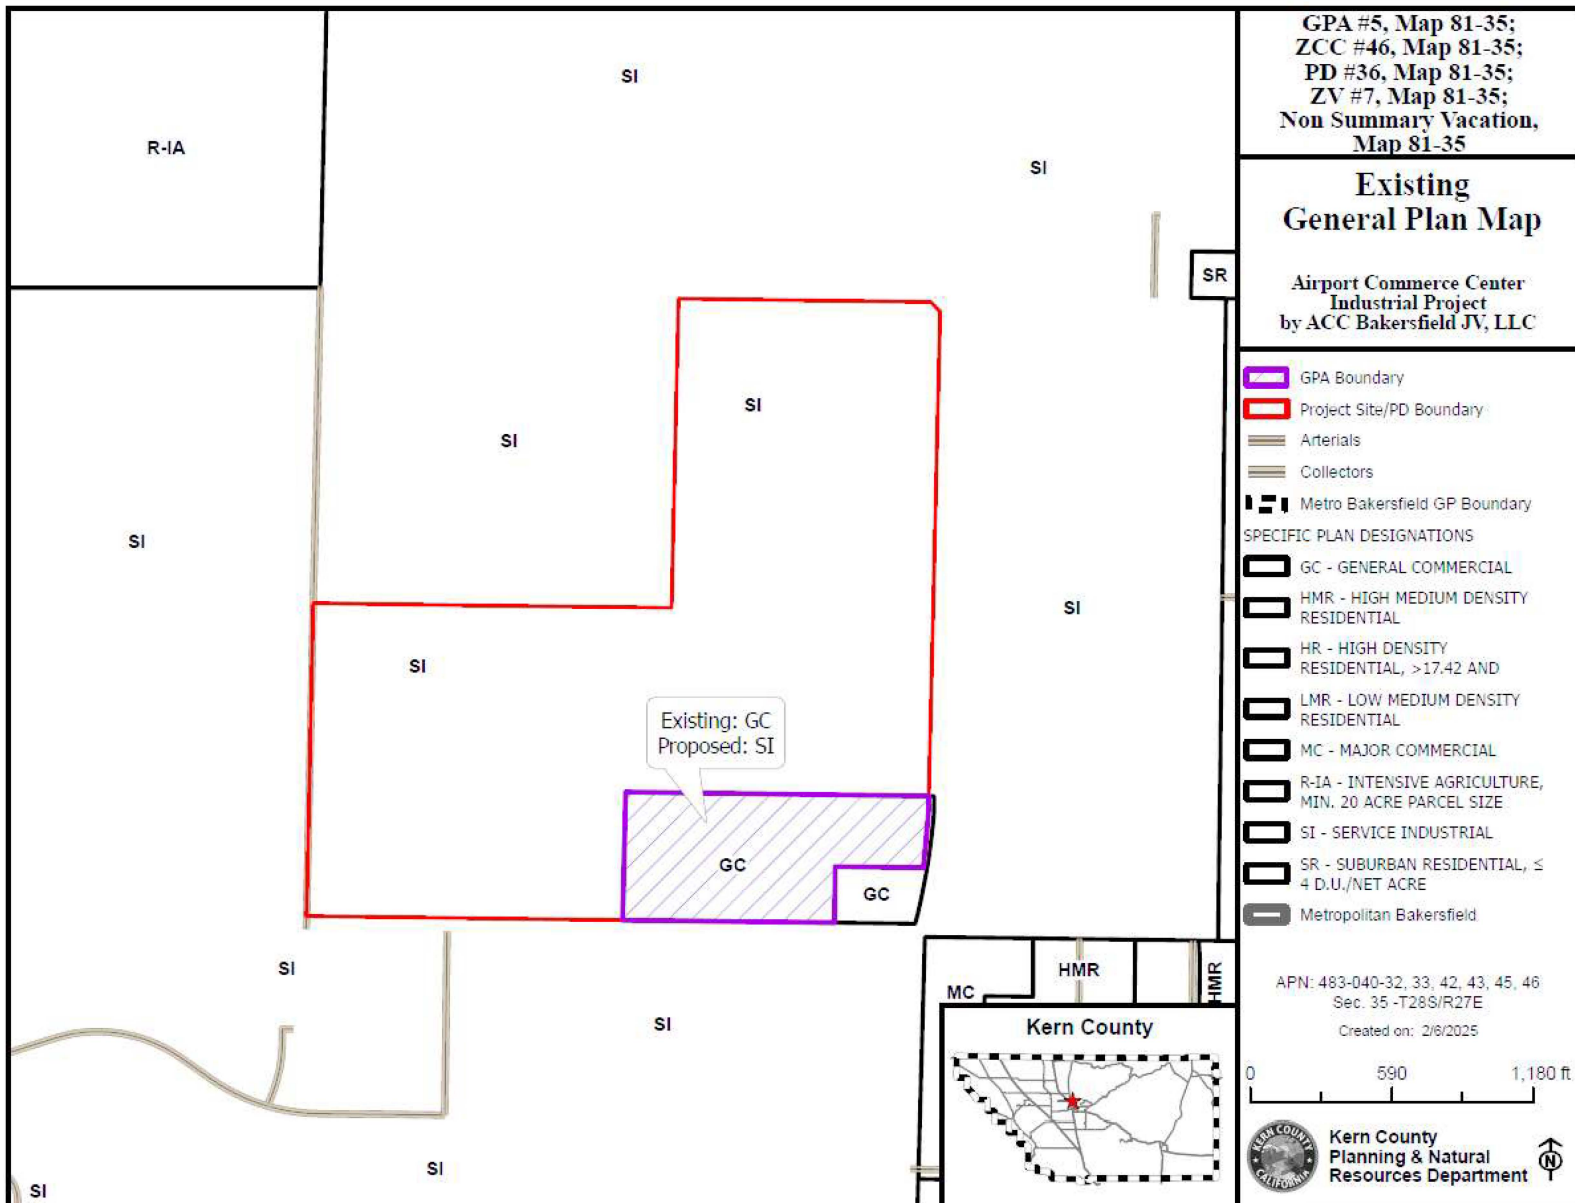 SI
R-IA
SI
SR
SI
SI
SI
SI
SI
Existing: GC
Proposed: SI
GC
GC
SI
MC
HMR
HMR
SI
SI
SI
Kern County
GPA #5, Map 81-35;
ZCC #46, Map 81-35;
PD #36, Map 81-35;
ZV #7, Map 81-35;
Non Summary Vacation,
Map 81-35
Existing
General Plan Map
Airport Commerce Center
Industrial Project
by ACC Bakersfield JV, LLC
GPA Boundary
Project Site/PD Boundary
Arterials
Collectors
Metro Bakersfield GP Boundary
SPECIFIC PLAN DESIGNATIONS
GC - GENERAL COMMERCIAL
HMR - HIGH MEDIUM DENSITY
RESIDENTIAL
HR - HIGH DENSITY
RESIDENTIAL, >17.42 AND
LMR - LOW MEDIUM DENSITY
RESIDENTIAL
MC - MAJOR COMMERCIAL
R-IA - INTENSIVE AGRICULTURE,
MIN. 20 ACRE PARCEL SIZE
SI - SERVICE INDUSTRIAL
SR - SUBURBAN RESIDENTIAL, ≤
4 D.U./NET ACRE
Metropolitan Bakersfield
APN: 483-040-32, 33, 42, 43, 45, 46
Sec. 35 -T28S/R27E
Created on: 2/6/2025
0 590 1,180 ft
KERN COUNTY
CALIFORNIA
Kern County
Planning & Natural
Resources Department
N